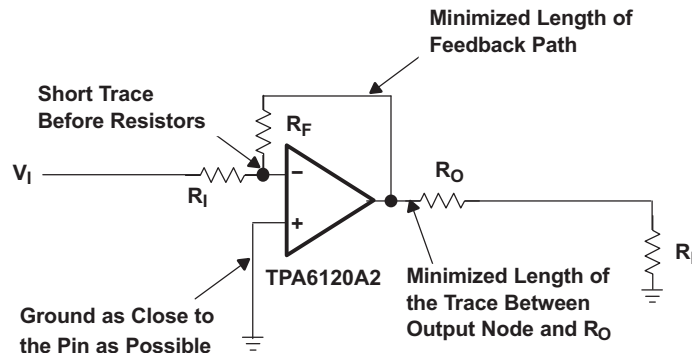 Minimized Length of
Feedback Path
Short Trace
Before Resistors
R_F
V_I
R_I
R_O
−
+
TPA6120A2
Minimized Length of
the Trace Between
Output Node and R_O
Ground as Close to
the Pin as Possible